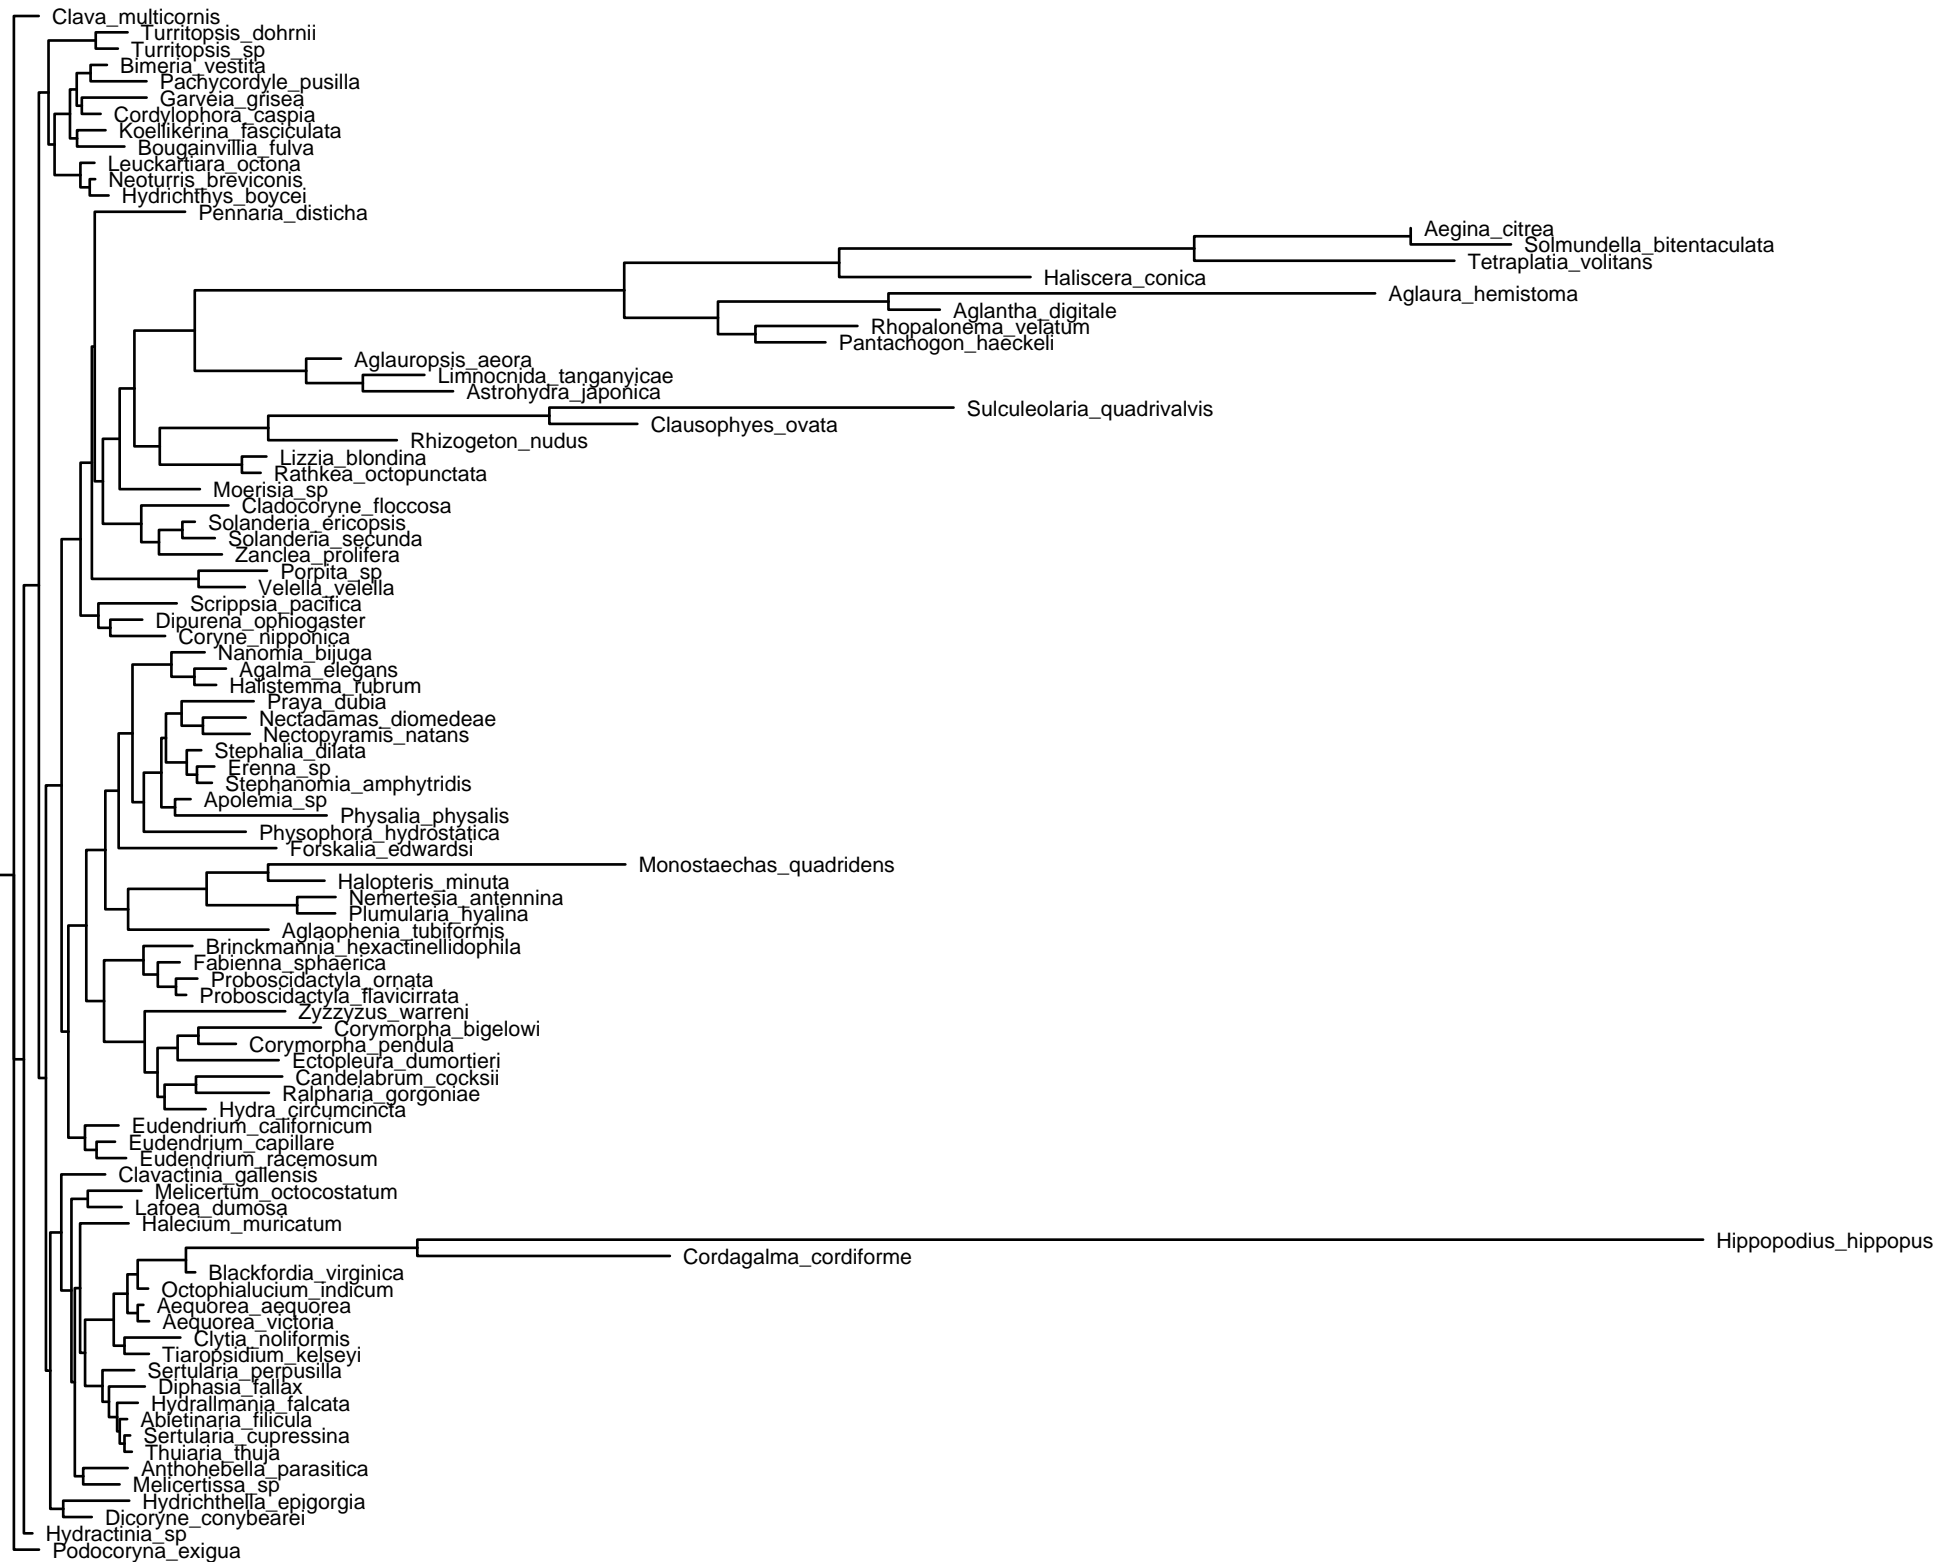 Clava_multicornis
Turritopsis_dohrnii
Turritopsis_sp
Bimeria_vestita
Pachycordyle_pusilla
Garveia_grisea
Cordylophora_caspia
Koellikerina_fasciculata
Bougainvillia_fulva
Leuckartiara_octona
Neoturris_breviconis
Hydrichthys_boycei
Pennaria_disticha
Aegina_citrea
Solmundella_bitentaculata
Tetraplatia_volitans
Haliscera_conica
Aglaura_hemistoma
Aglantha_digitale
Rhopalonema_velatum
Pantachogon_haeckeli
Aglauropsis_aeora
Limnocnida_tanganyicae
Astrohydra_japonica
Sulculeolaria_quadrivalvis
Clausophyes_ovata
Rhizogeton_nudus
Lizzia_blondina
Rathkea_octopunctata
Moerisia_sp
Cladocoryne_floccosa
Solanderia_ericopsis
Solanderia_secunda
Zanclea_prolifera
Porpita_sp
Velella_velella
Scrippsia_pacifica
Dipurena_ophiogaster
Coryne_nipponica
Nanomia_bijuga
Agalma_elegans
Halistemma_rubrum
Praya_dubia
Nectadamas_diomedeae
Nectopyramis_natans
Stephalia_dilata
Erenna_sp
Stephanomia_amphytridis
Apolemia_sp
Physalia_physalis
Physophora_hydrostatica
Forskalia_edwardsi
Monostaechas_quadridens
Halopteris_minuta
Nemertesia_antennina
Plumularia_hyalina
Aglaophenia_tubiformis
Brinckmannia_hexactinellidophila
Fabienna_sphaerica
Proboscidactyla_ornata
Proboscidactyla_flavicirrata
Zyzzyzus_warreni
Corymorpha_bigelowi
Corymorpha_pendula
Ectopleura_dumortieri
Candelabrum_cocksii
Ralpharia_gorgoniae
Hydra_circumcincta
Eudendrium_californicum
Eudendrium_capillare
Eudendrium_racemosum
Clavactinia_gallensis
Melicertum_octocostatum
Lafoea_dumosa
Halecium_muricatum
Hippopodius_hippopus
Cordagalma_cordiforme
Blackfordia_virginica
Octophialucium_indicum
Aequorea_aequorea
Aequorea_victoria
Clytia_noliformis
Tiaropsidium_kelseyi
Sertularia_perpusilla
Diphasia_fallax
Hydrallmania_falcata
Abietinaria_filicula
Sertularia_cupressina
Thuiaria_thuja
Anthohebella_parasitica
Melicertissa_sp
Hydrichthella_epigorgia
Dicoryne_conybearei
Hydractinia_sp
Podocoryna_exigua